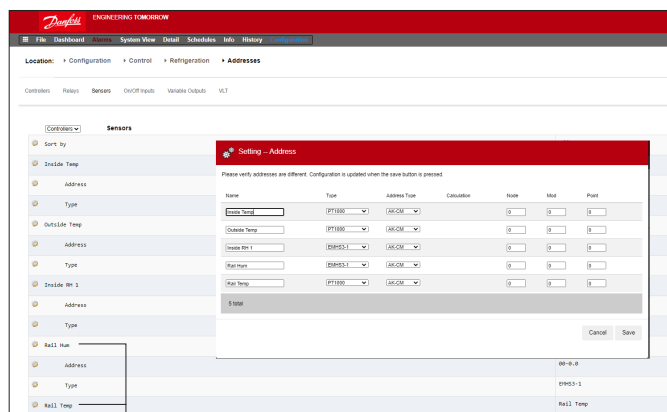 Danfoss ENGINEERING TOMORROW
File Dashboard Alarms System View Detail Schedules Info History Configuration
Location: Configuration Control Refrigeration Addresses
Controllers Relays Sensors On/Off Inputs Variable Outputs VLT
Controllers Sensors
Sort by
Inside Temp
Address
Type
Outside Temp
Address
Type
Inside RH 1
Address
Type
Rail Hum
Address 00-0.0
Type EMHS3-1
Rail Temp Rail Temp
Setting -- Address
Please verify addresses are different. Configuration is updated when the save button is pressed.
Name Type Address Type Calculation Node Mod Point
Inside Temp PT1000 AK-CM 0 0 0
Outside Temp PT1000 AK-CM 0 0 0
Inside RH 1 EMHS3-1 AK-CM 0 0 0
Rail Hum EMHS3-1 AK-CM 0 0 0
Rail Temp PT1000 AK-CM 0 0 0
5 total
Cancel Save